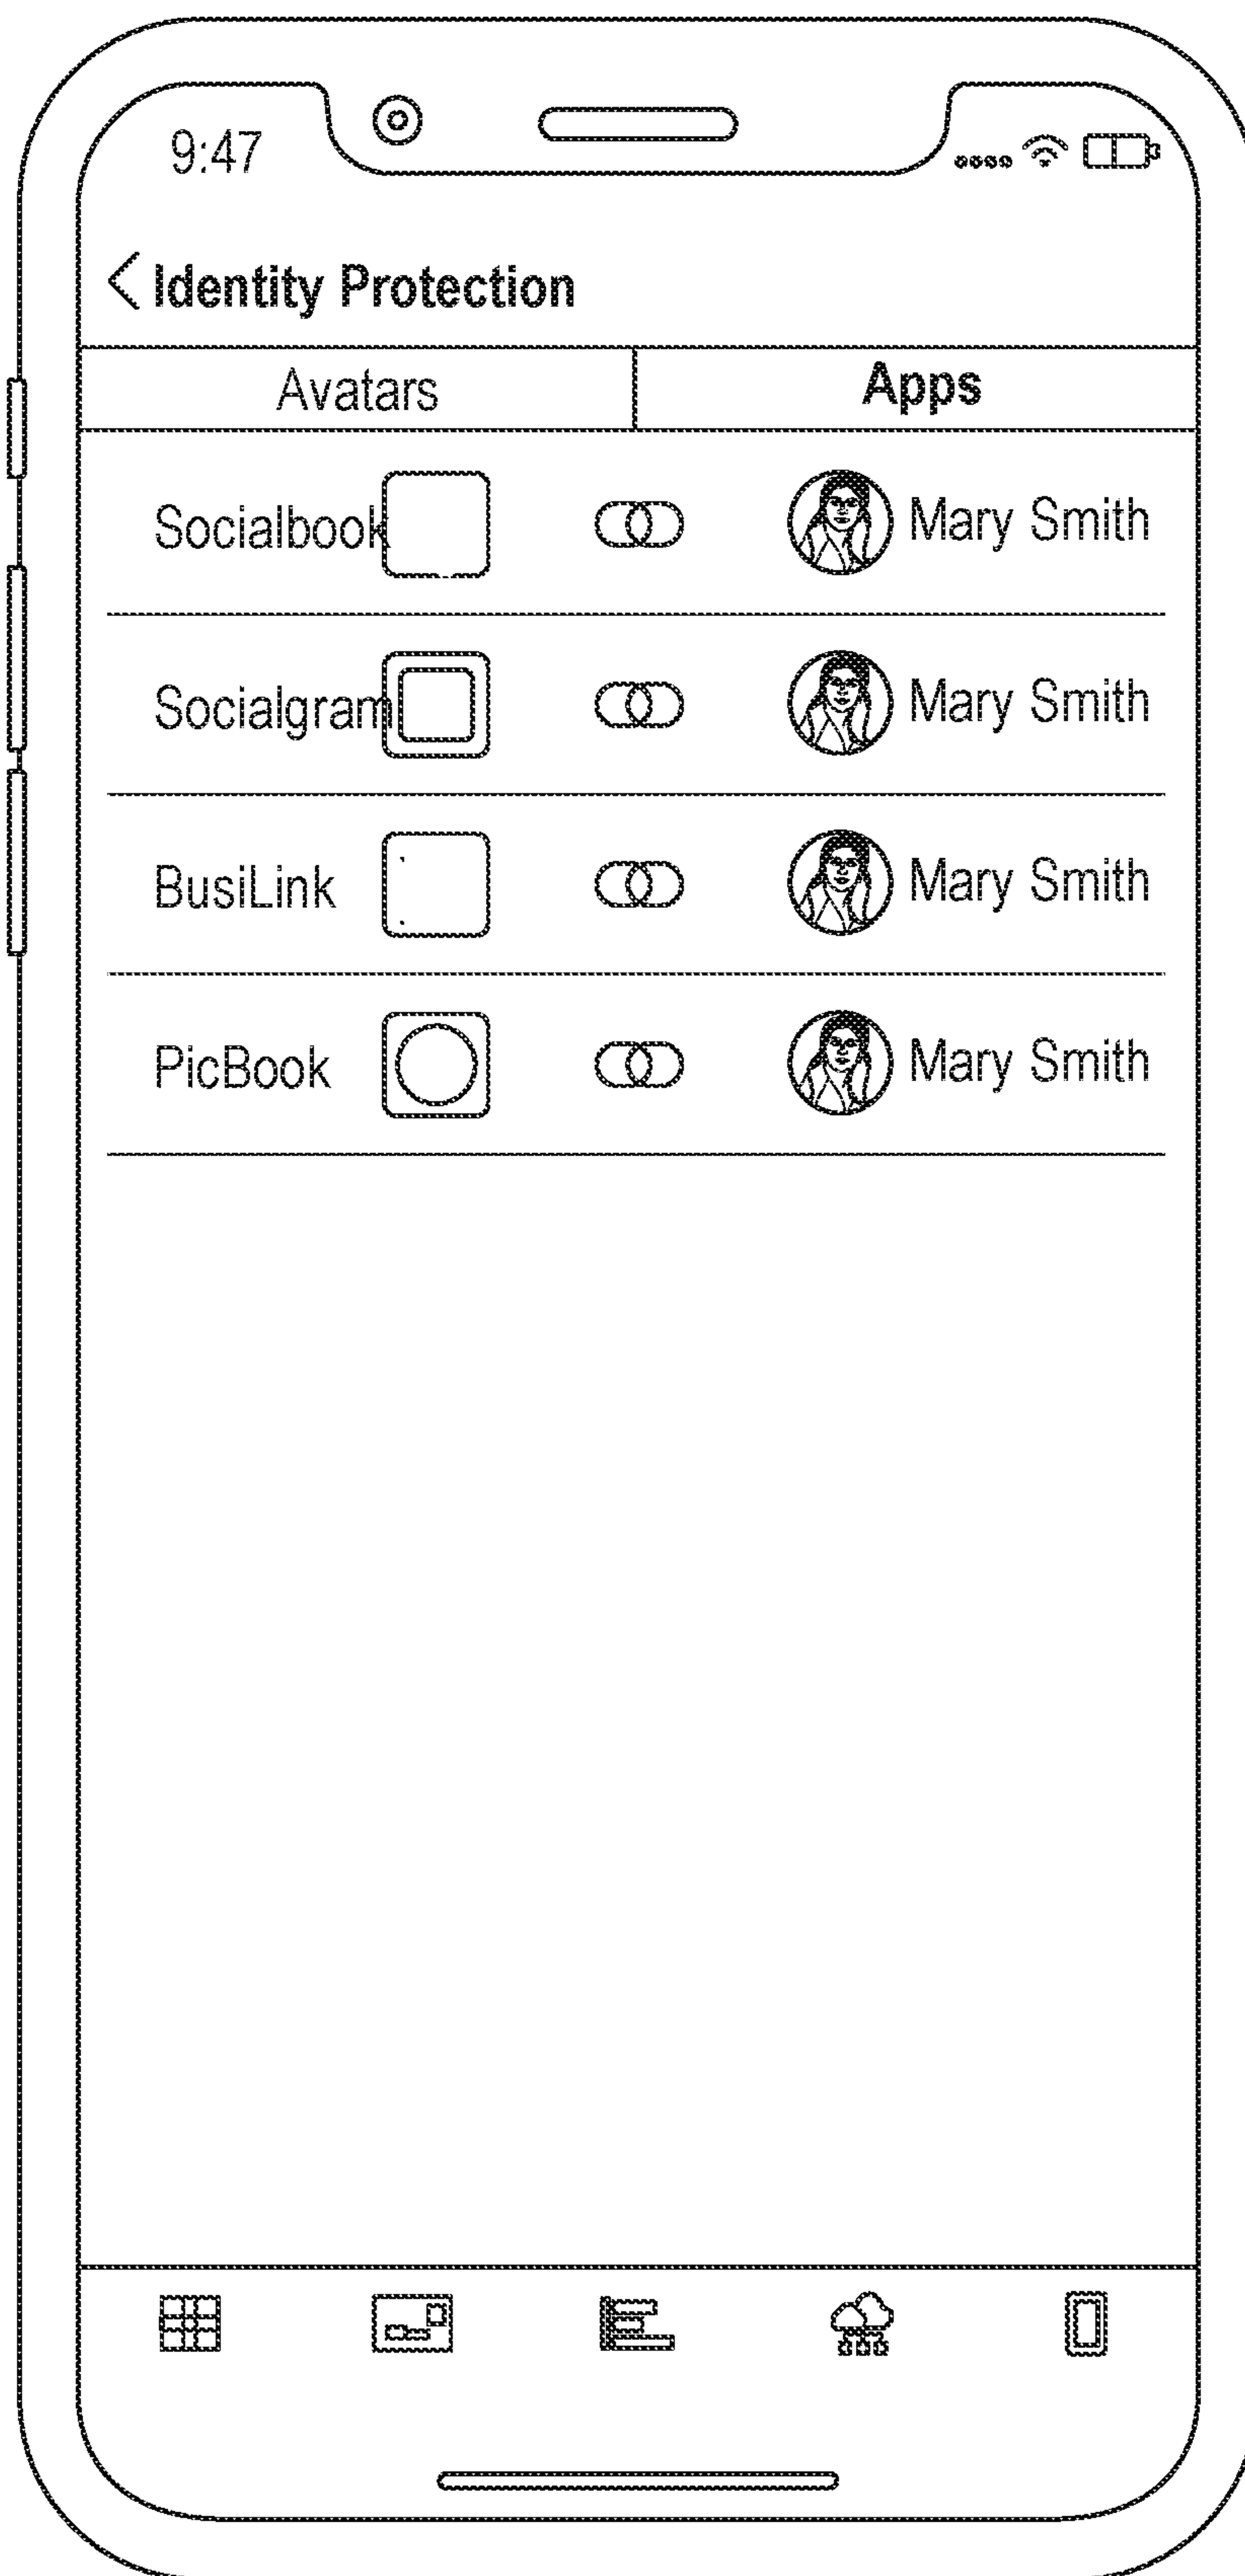 9:47
Identity Protection
Avatars Apps
Socialbook Mary Smith
Socialgram Mary Smith
BusiLink Mary Smith
PicBook Mary Smith